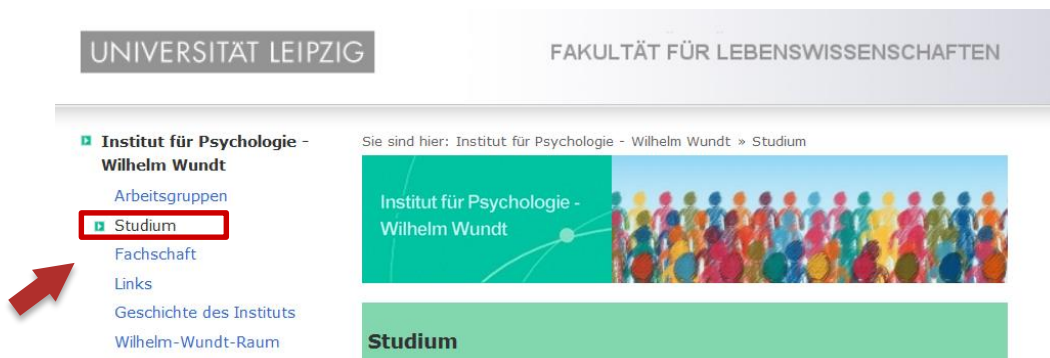 UNIVERSITÄT LEIPZIG
FAKULTÄT FÜR LEBENSWISSENSCHAFTEN
Institut für Psychologie -
Wilhelm Wundt
Arbeitsgruppen
Studium
Fachschaft
Links
Geschichte des Instituts
Wilhelm-Wundt-Raum
Sie sind hier: Institut für Psychologie - Wilhelm Wundt » Studium
Institut für Psychologie -
Wilhelm Wundt
Studium